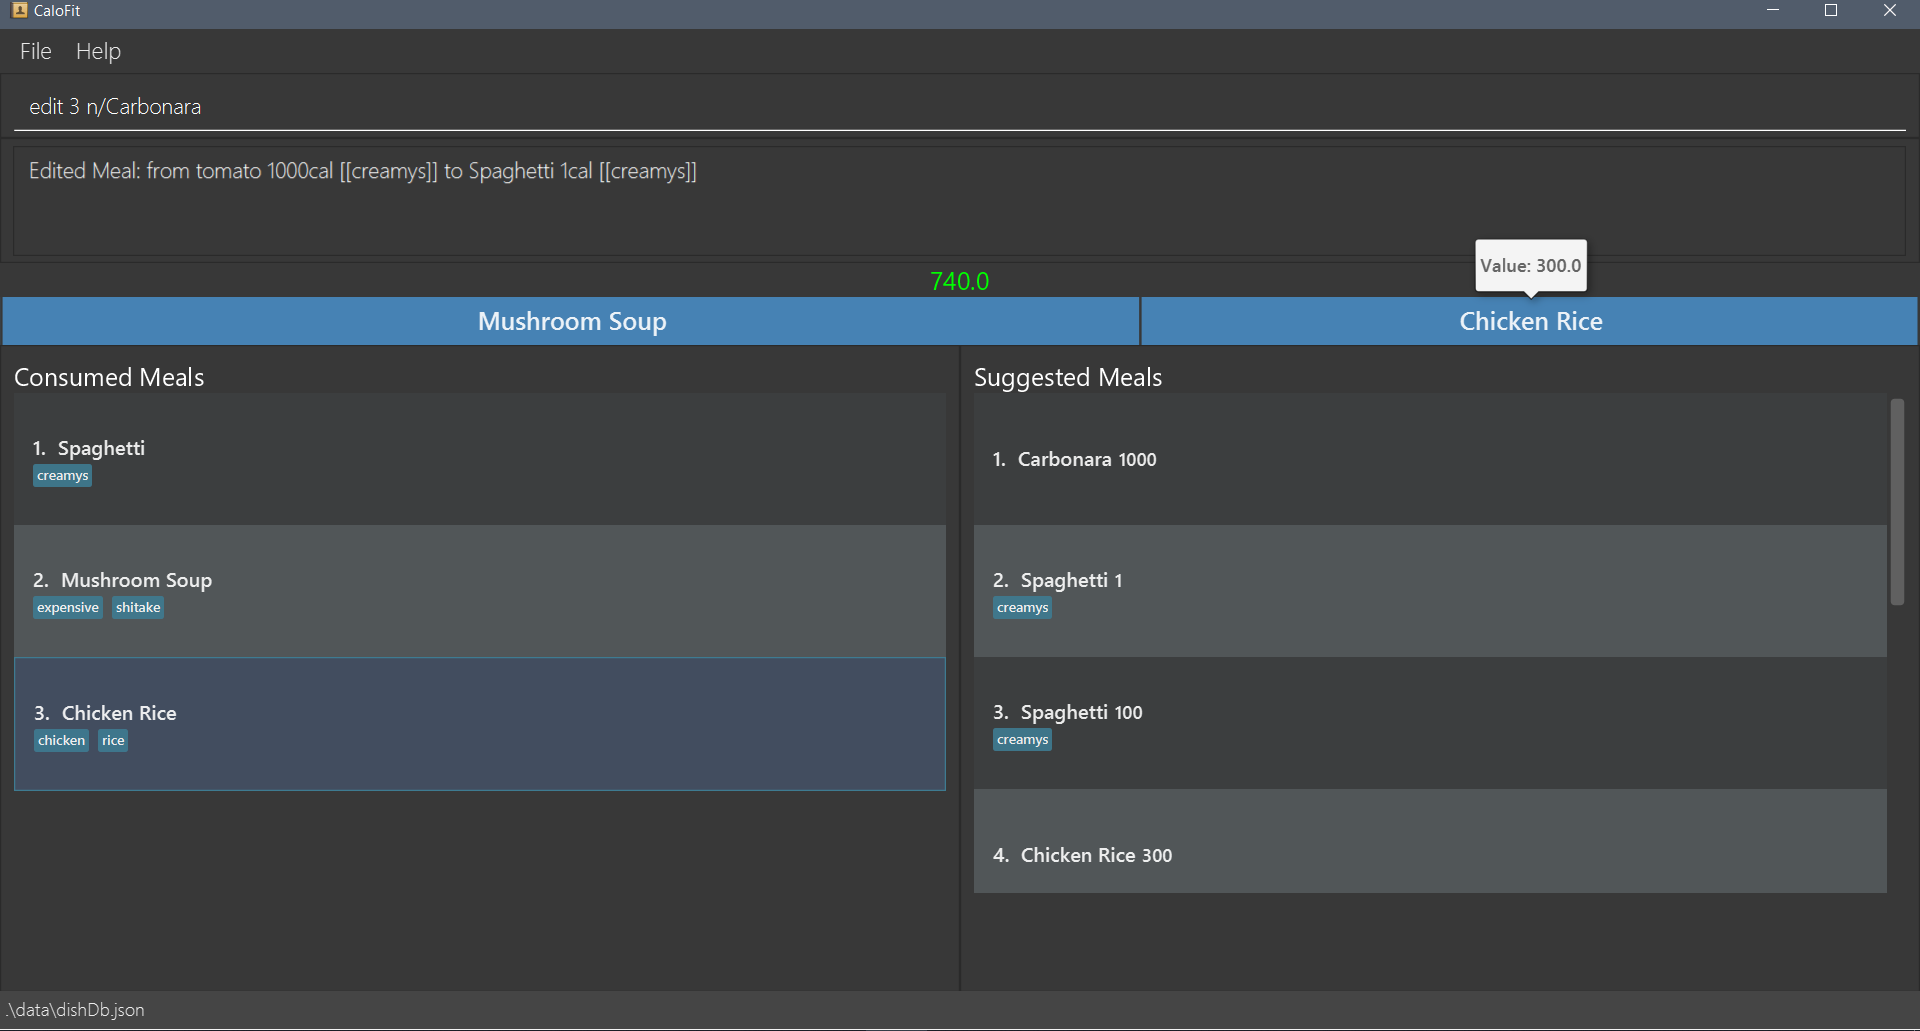 CaloFit
File Help
edit 3 n/Carbonara
Edited Meal: from tomato 1000cal [[creamys]] to Spaghetti 1cal [[creamys]]
740.0
Value: 300.0
Mushroom Soup
Chicken Rice
Consumed Meals
1. Spaghetti
creamys
2. Mushroom Soup
expensive shitake
3. Chicken Rice
chicken rice
Suggested Meals
1. Carbonara 1000
2. Spaghetti 1
creamys
3. Spaghetti 100
creamys
4. Chicken Rice 300
.\data\dishDb.json